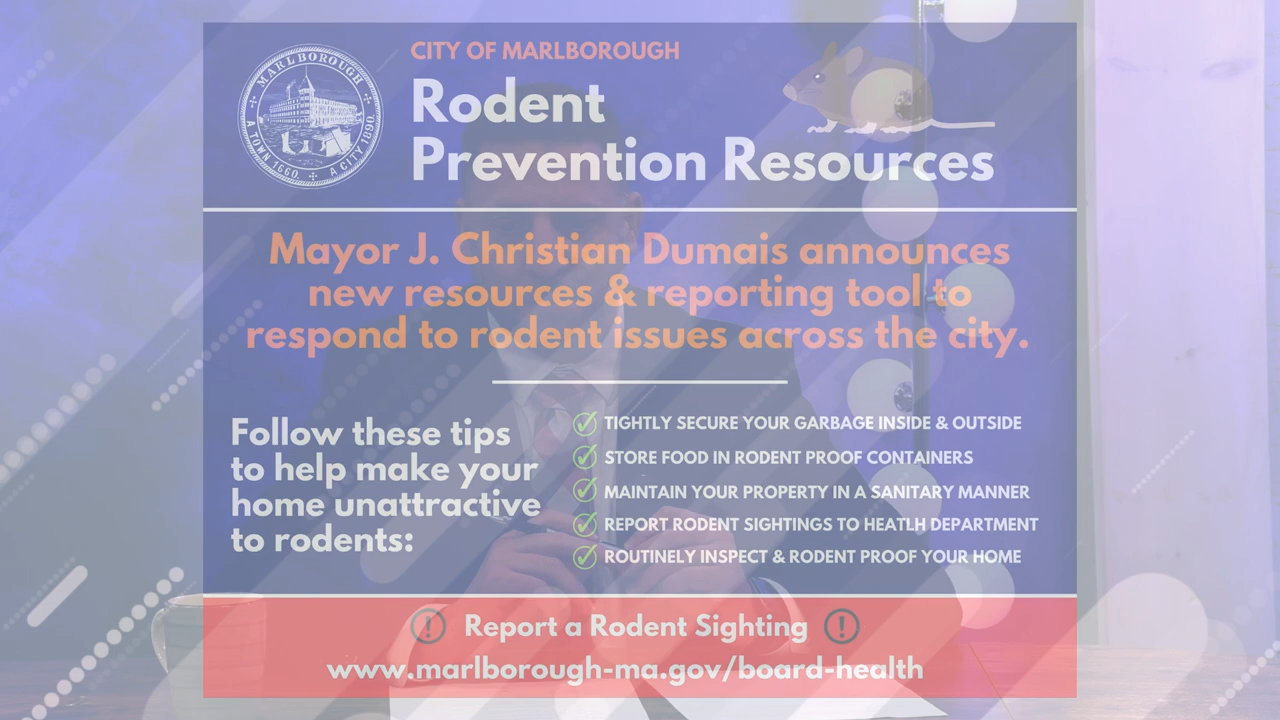 MARLBOROUGH
A TOWN 1660. A CITY 1890.
CITY OF MARLBOROUGH
Rodent
Prevention Resources
Mayor J. Christian Dumais announces
new resources & reporting tool to
respond to rodent issues across the city.
Follow these tips
to help make your
home unattractive
to rodents:
TIGHTLY SECURE YOUR GARBAGE INSIDE & OUTSIDE
STORE FOOD IN RODENT PROOF CONTAINERS
MAINTAIN YOUR PROPERTY IN A SANITARY MANNER
REPORT RODENT SIGHTINGS TO HEATLH DEPARTMENT
ROUTINELY INSPECT & RODENT PROOF YOUR HOME
! Report a Rodent Sighting !
www.marlborough-ma.gov/board-health